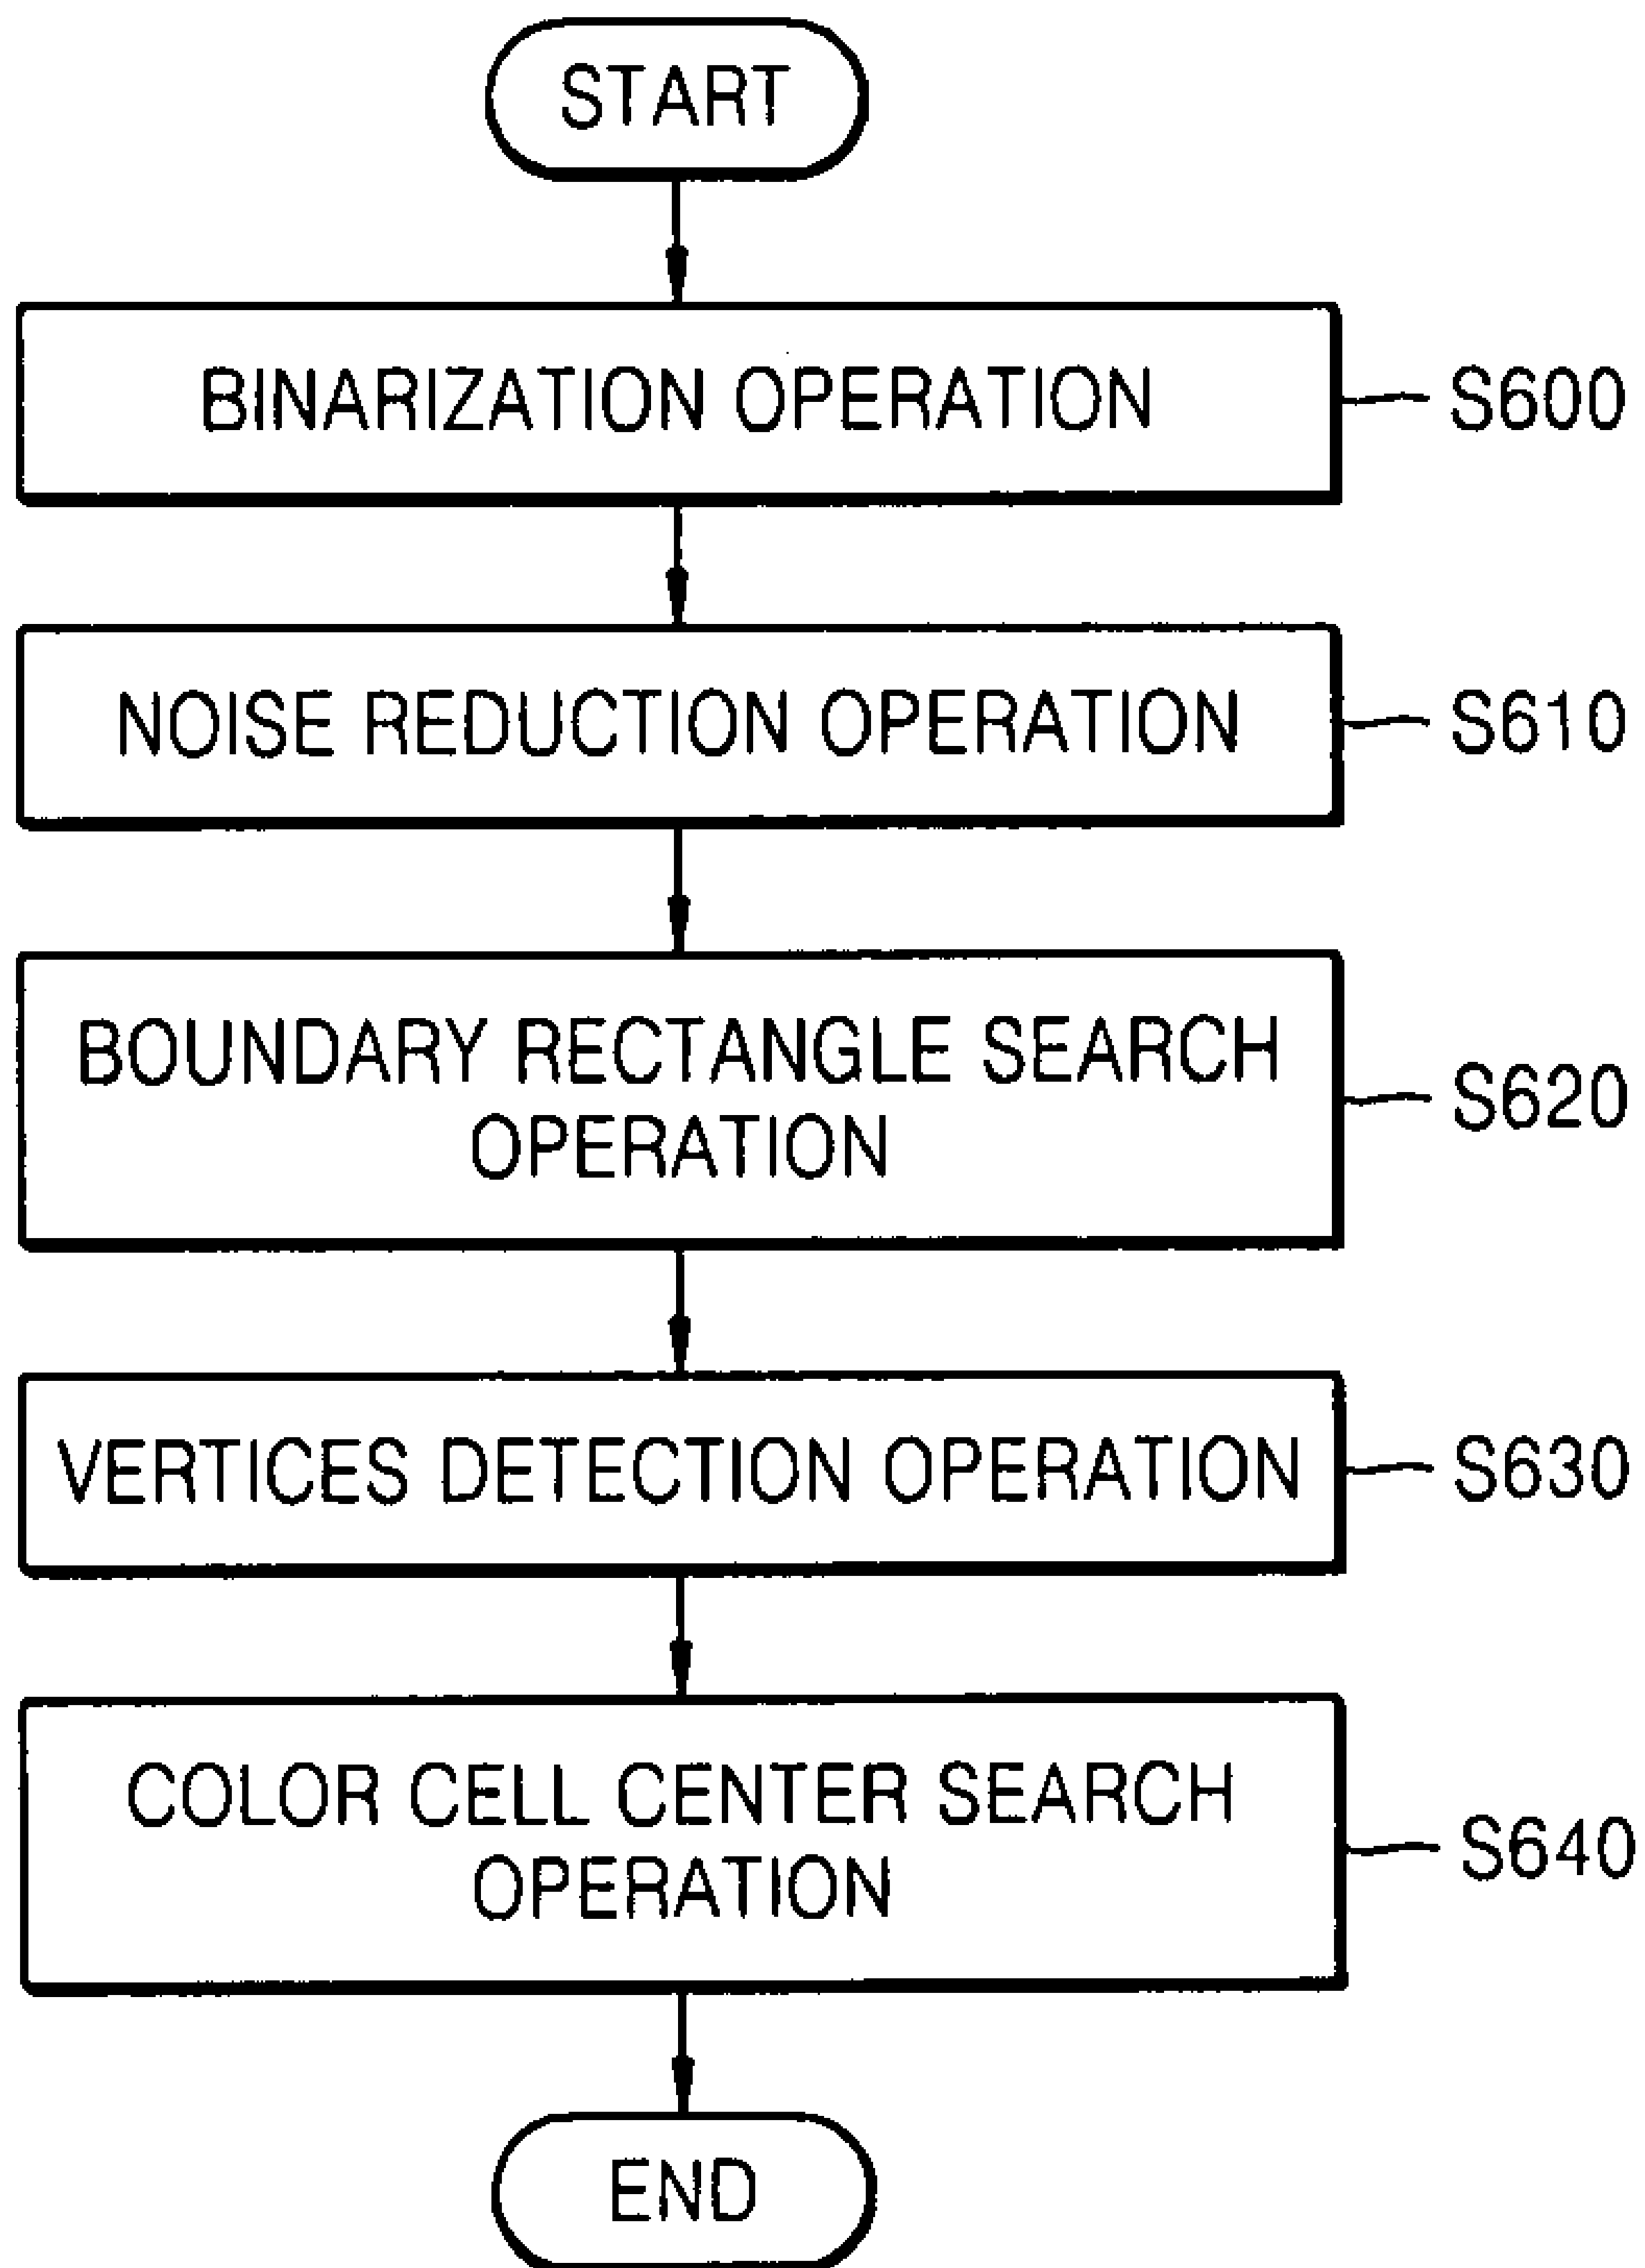 START
BINARIZATION OPERATION
S600
NOISE REDUCTION OPERATION
S610
BOUNDARY RECTANGLE SEARCH
OPERATION
S620
VERTICES DETECTION OPERATION
S630
COLOR CELL CENTER SEARCH
OPERATION
S640
END